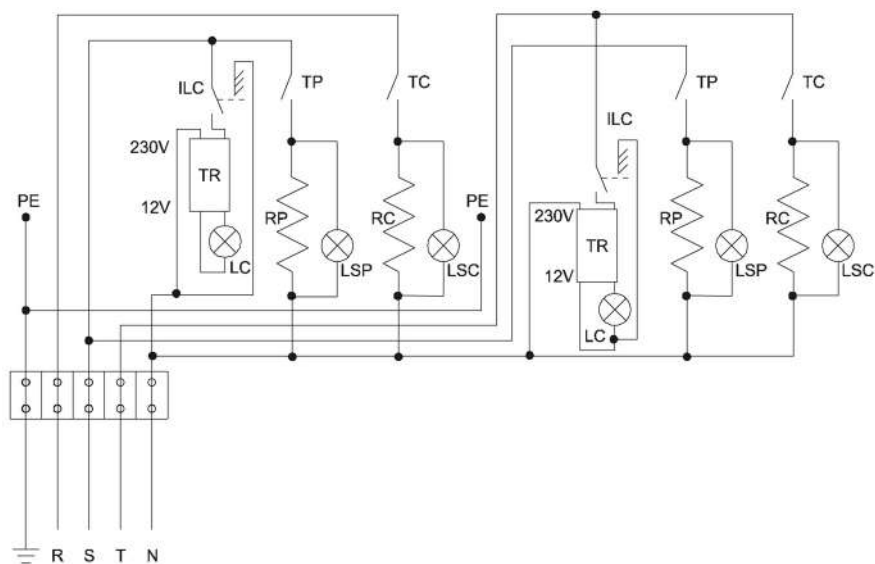 ILC
TP
TC
TP
TC
ILC
230V
TR
12V
PE
LC
RP
LSP
RC
LSC
PE
230V
TR
12V
LC
RP
LSP
RC
LSC
R S T N